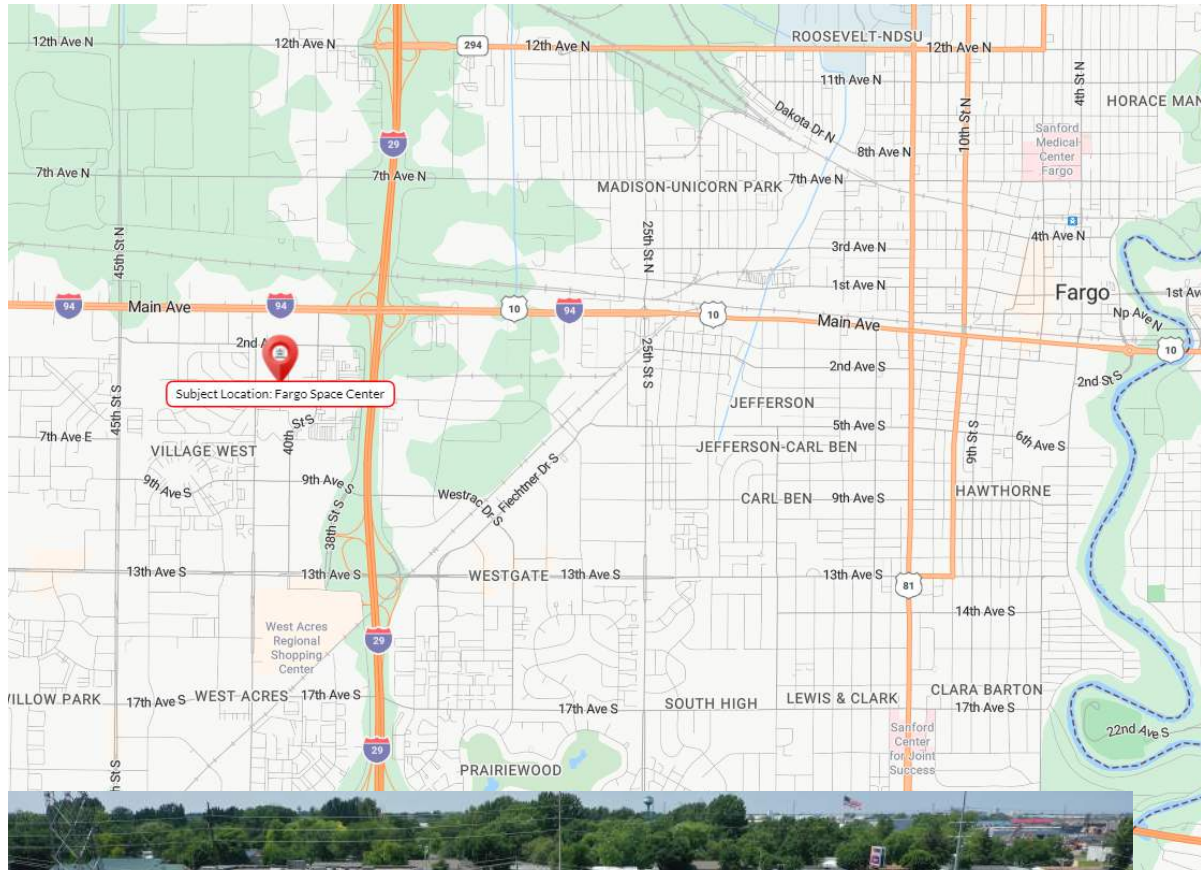 ROOSEVELT-NDSU
12th Ave N
12th Ave N
294
12th Ave N
12th Ave N
11th Ave N
4th St N
HORACE MAN
Dakota Dr N
10th St N
Sanford
Medical
Center
Fargo
29
8th Ave N
7th Ave N
7th Ave N
7th Ave N
MADISON-UNICORN PARK
45th St N
25th St N
3rd Ave N
4th Ave N
1st Ave N
Fargo
1st Av
94
Main Ave
94
10
94
10
Main Ave
Np Ave N
10
2nd A
25th St S
2nd Ave S
2nd St S
Subject Location: Fargo Space Center
JEFFERSON
45th St S
40th St S
5th Ave S
6th Ave S
9th St S
7th Ave E
VILLAGE WEST
JEFFERSON-CARL BEN
9th Ave S
9th Ave S
Westrac Dr S
Fiechtner Dr S
CARL BEN
9th Ave S
HAWTHORNE
38th St S
13th Ave S
13th Ave S
WESTGATE
13th Ave S
13th Ave S
81
14th Ave S
West Acres
Regional
Shopping
Center
29
ILLOW PARK
17th Ave S
WEST ACRES
17th Ave S
17th Ave S
SOUTH HIGH
LEWIS & CLARK
CLARA BARTON
17th Ave S
22nd Ave S
Sanford
Center
for Joint
Success
29
PRAIRIEWOOD
h St S